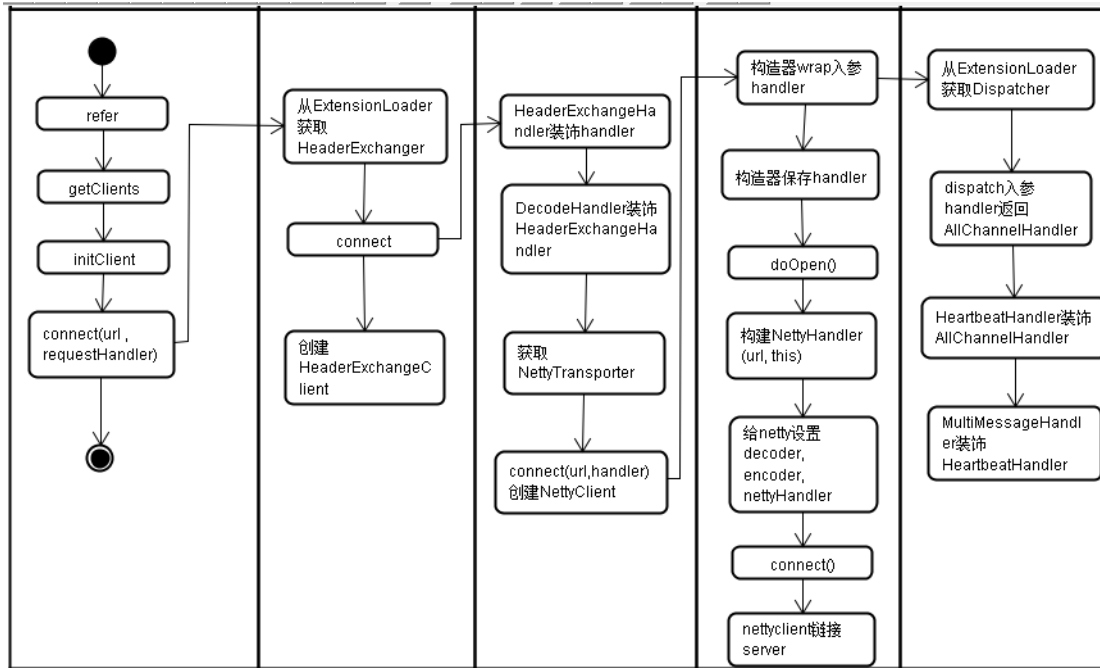 refer
getClients
initClient
connect(url ,
requestHandler)
从ExtensionLoader
获取
HeaderExchanger
connect
创建
HeaderExchangeC
lient
HeaderExchangeHa
ndler装饰handler
DecodeHandler装饰
HeaderExchangeHa
ndler
获取
NettyTransporter
connect(url,handler)
创建NettyClient
构造器wrap入参
handler
构造器保存handler
doOpen()
构建NettyHandler
(url, this)
给netty设置
decoder,
encoder,
nettyHandler
connect()
nettyclient链接
server
从ExtensionLoader
获取Dispatcher
dispatch入参
handler返回
AllChannelHandler
HeartbeatHandler装饰
AllChannelHandler
MultiMessageHandl
er装饰
HeartbeatHandler